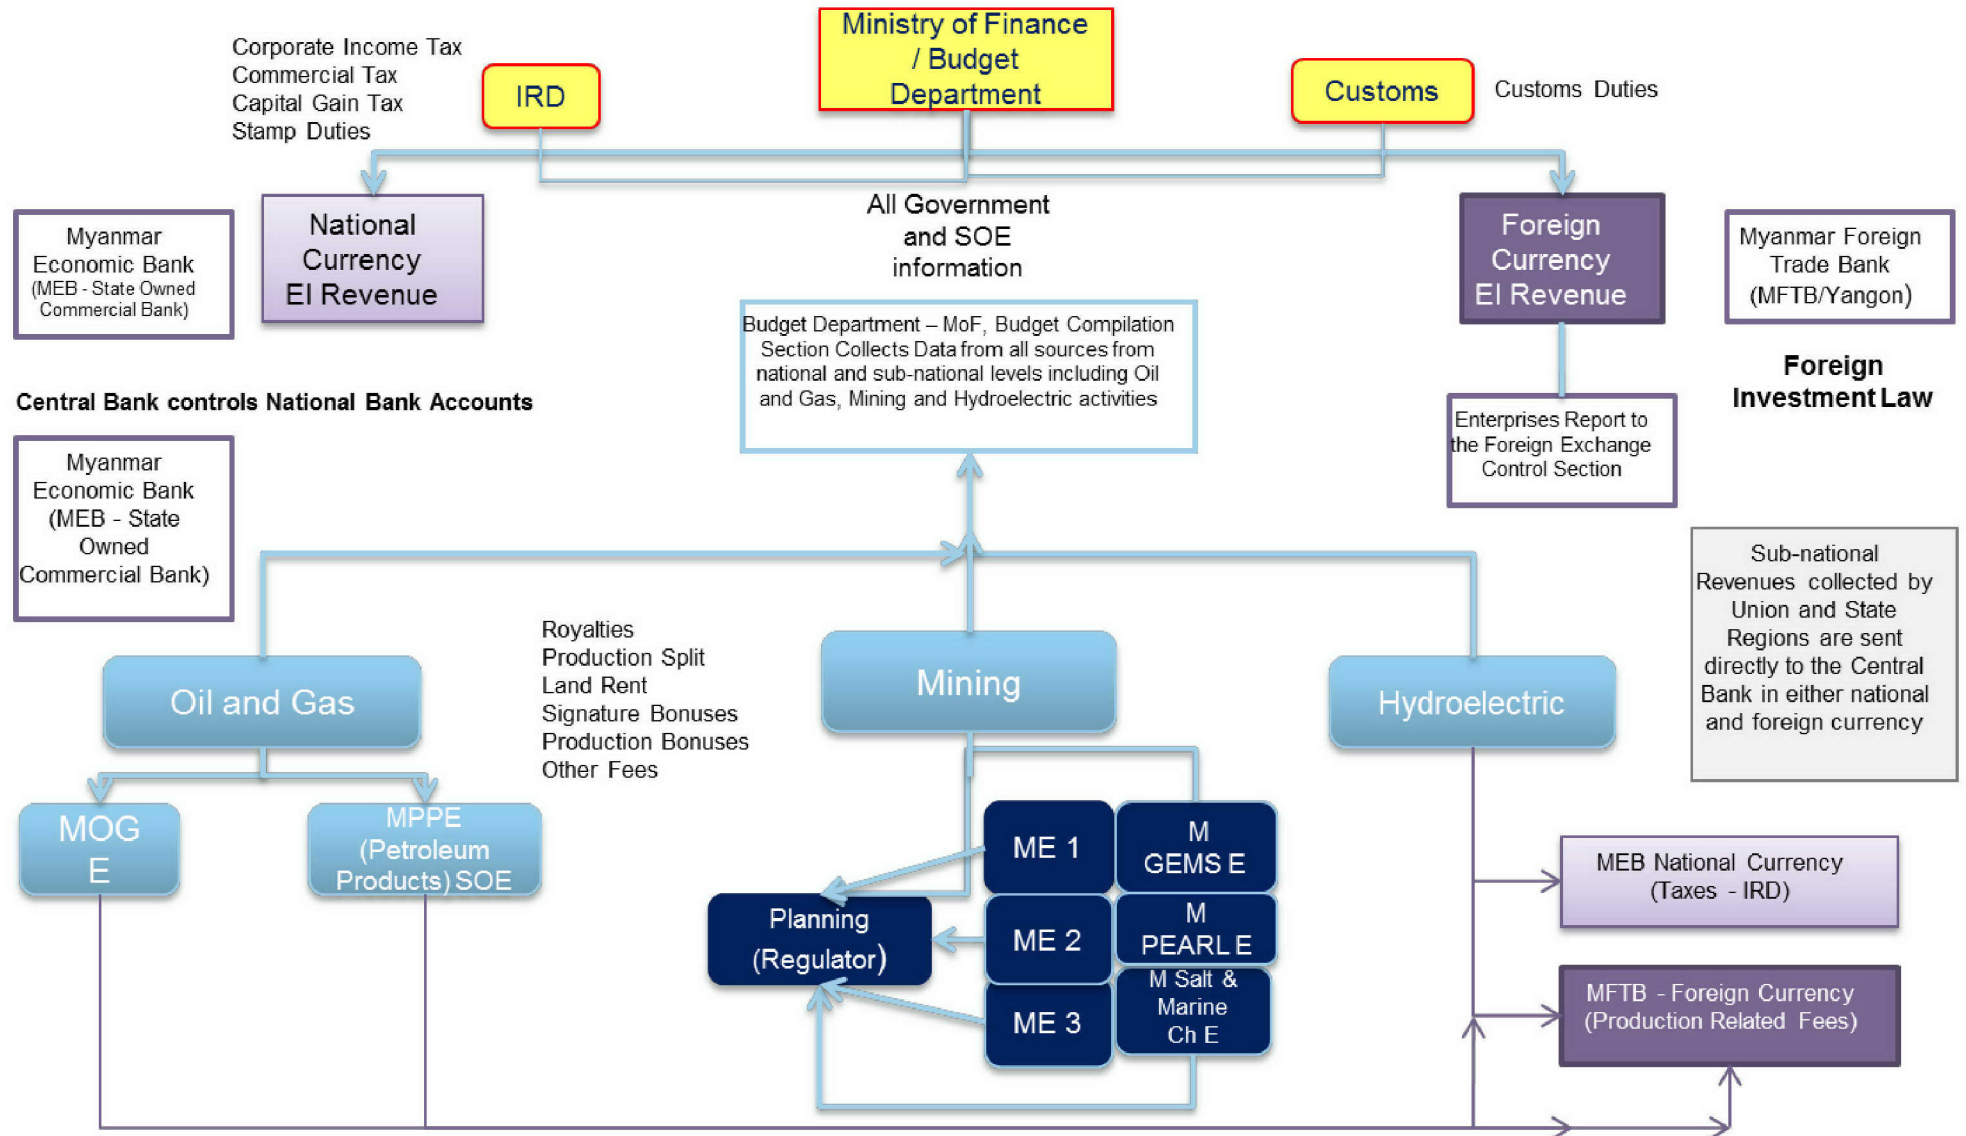 Ministry of Finance
/ Budget
Department
Corporate Income Tax
Commercial Tax
Capital Gain Tax
Stamp Duties
IRD
Customs
Customs Duties
Myanmar
Economic Bank
(MEB - State Owned
Commercial Bank)
National
Currency
EI Revenue
All Government
and SOE
information
Foreign
Currency
EI Revenue
Myanmar Foreign
Trade Bank
(MFTB/Yangon)
Budget Department – MoF, Budget Compilation
Section Collects Data from all sources from
national and sub-national levels including Oil
and Gas, Mining and Hydroelectric activities
Foreign
Investment Law
Central Bank controls National Bank Accounts
Enterprises Report to
the Foreign Exchange
Control Section
Myanmar
Economic Bank
(MEB - State
Owned
Commercial Bank)
Sub-national
Revenues collected by
Union and State
Regions are sent
directly to the Central
Bank in either national
and foreign currency
Royalties
Production Split
Land Rent
Signature Bonuses
Production Bonuses
Other Fees
Oil and Gas
Mining
Hydroelectric
MOG
E
MPPE
(Petroleum
Products) SOE
ME 1
M
GEMS E
Planning
(Regulator)
ME 2
M
PEARL E
ME 3
M Salt &
Marine
Ch E
MEB National Currency
(Taxes - IRD)
MFTB - Foreign Currency
(Production Related Fees)